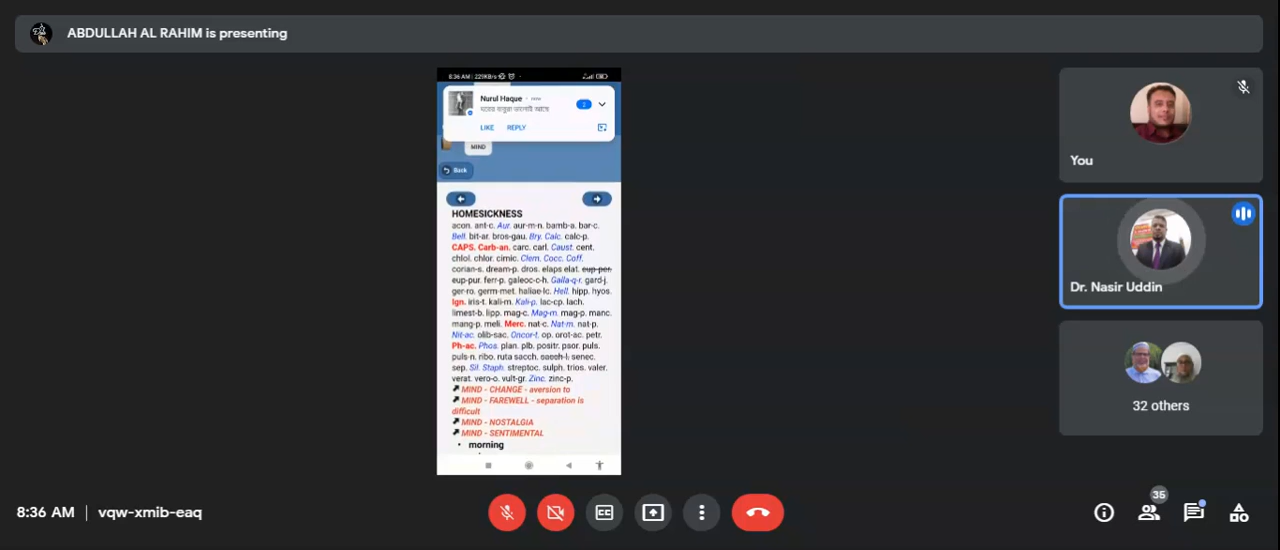 ABDULLAH AL RAHIM is presenting
8:36 AM | 229KB/s
Nurul Haque
2
LIKE REPLY
MIND
Back
HOMESICKNESS
acon. ant-c. Aur. aur-m-n. bamb-a. bar-c.
Bell. bit-ar. bros-gau. Bry. Calc. calc-p.
CAPS. Carb-an. carc. carl. Caust. cent.
chlol. chlor. cimic. Clem. Cocc. Coff.
corian-s. dream-p. dros. elaps elat. eup-per.
eup-pur. ferr-p. galeoc-c-h. Galla-q-r. gard-j.
ger-ro. germ-met. haliae-lc. Hell. hipp. hyos.
Ign. iris-t. kali-m. Kali-p. lac-cp. lach.
limest-b. lipp. mag-c. Mag-m. mag-p. manc.
mang-p. meli. Merc. nat-c. Nat-m. nat-p.
Nit-ac. olib-sac. Oncor-t. op. orot-ac. petr.
Ph-ac. Phos. plan. plb. positr. psor. puls.
puls-n. ribo. ruta sacch. sacch-l. senec.
sep. Sil. Staph. streptoc. sulph. trios. valer.
verat. vero-o. vult-gr. Zinc. zinc-p.
MIND - CHANGE - aversion to
MIND - FAREWELL - separation is
difficult
MIND - NOSTALGIA
MIND - SENTIMENTAL
• morning
You
Dr. Nasir Uddin
32 others
8:36 AM | vqw-xmib-eaq
35